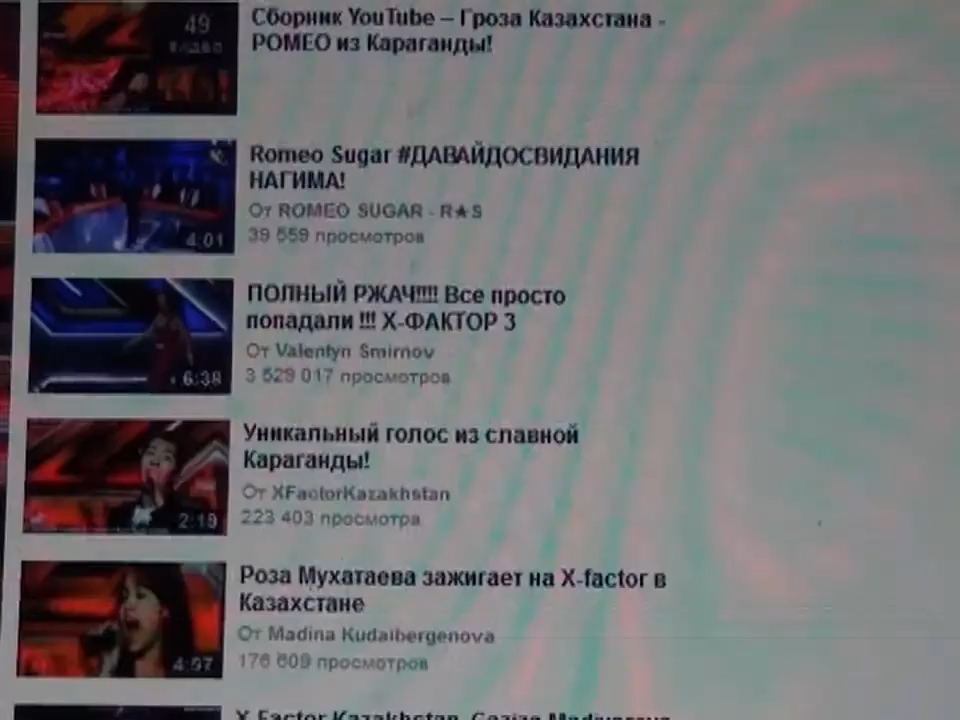 49
ВИДЕО
Сборник YouTube – Гроза Казахстана -
РОМЕО из Караганды!
Romeo Sugar #ДАВАЙДОСВИДАНИЯ
НАГИМА!
От ROMEO SUGAR - R★S
39 559 просмотров
4:01
ПОЛНЫЙ РЖАЧ!!!! Все просто
попадали !!! Х-ФАКТОР 3
От Valentyn Smirnov
3 529 017 просмотров
6:38
Уникальный голос из славной
Караганды!
От XFactorKazakhstan
223 403 просмотра
2:19
Роза Мухатаева зажигает на X-factor в
Казахстане
От Madina Kudaibergenova
176 609 просмотров
4:07
X Factor Kazakhstan